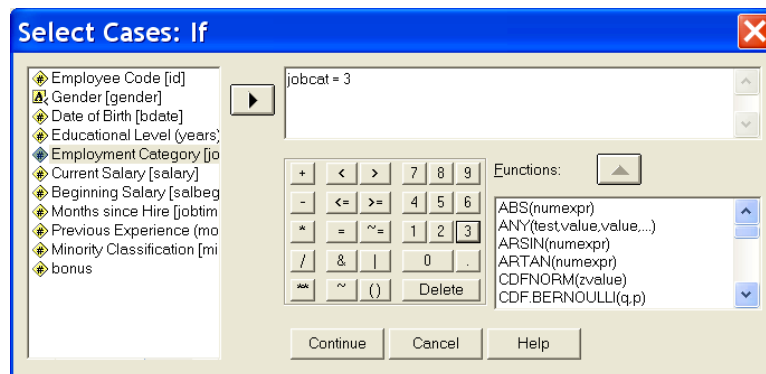 Select Cases: If
Employee Code [id]
Gender [gender]
Date of Birth [bdate]
Educational Level (years)
Employment Category [jo
Current Salary [salary]
Beginning Salary [salbeg
Months since Hire [jobtim
Previous Experience (mo
Minority Classification [mi
bonus
jobcat = 3
+ < > 7 8 9
- <= >= 4 5 6
* = ~= 1 2 3
/ & | 0 .
** ~ () Delete
Functions:
ABS(numexpr)
ANY(test,value,value,...)
ARSIN(numexpr)
ARTAN(numexpr)
CDFNORM(zvalue)
CDF.BERNOULLI(q,p)
Continue Cancel Help